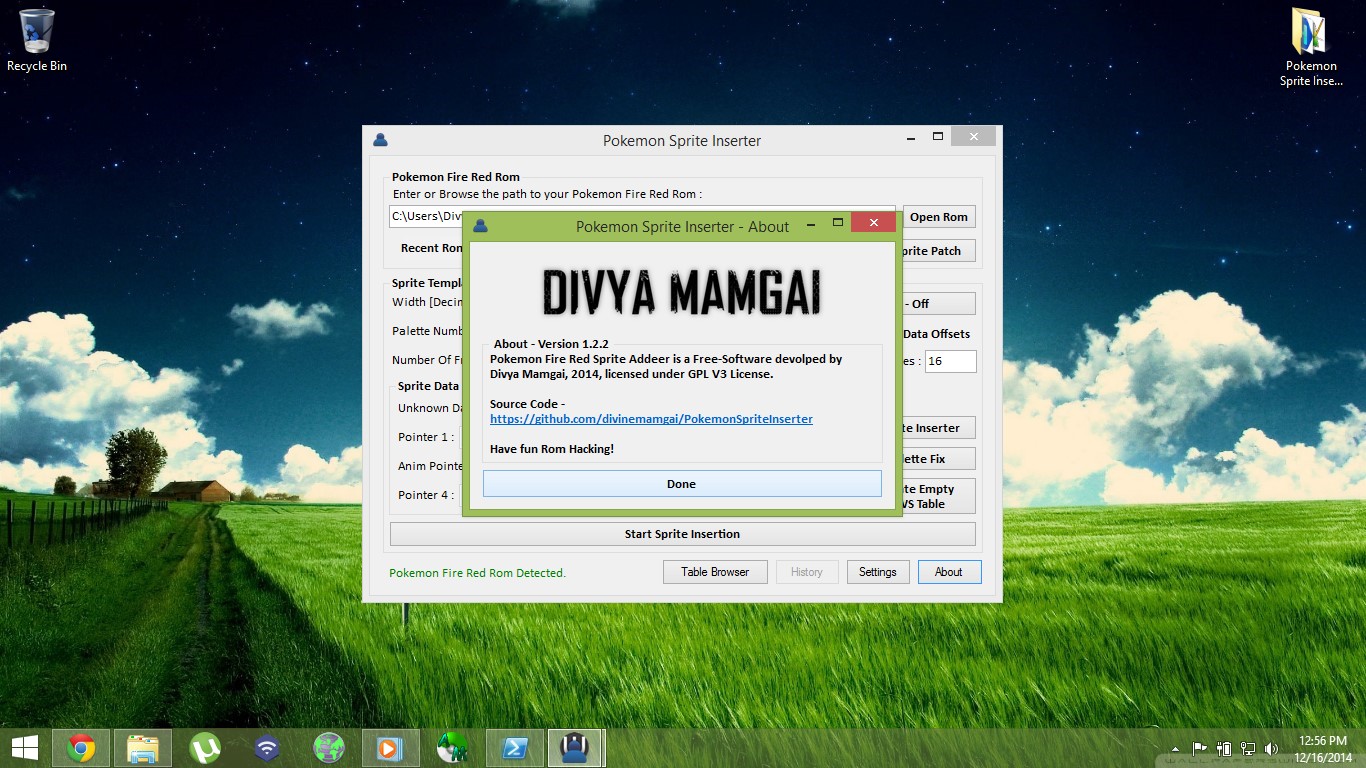 Recycle Bin
Pokemon
Sprite Inse...
Pokemon Sprite Inserter
Pokemon Fire Red Rom
Enter or Browse the path to your Pokemon Fire Red Rom :
C:\Users\Div
Open Rom
Recent Rom
prite Patch
Sprite Templa
Width [Decim
- Off
Palette Numb
Data Offsets
Number Of Fr
es : 16
Sprite Data
Unknown Da
te Inserter
Pointer 1 :
lette Fix
Anim Pointe
te Empty
VS Table
Pointer 4 :
Pokemon Sprite Inserter - About
DIVYA MAMGAI
About - Version 1.2.2
Pokemon Fire Red Sprite Addeer is a Free-Software devolped by
Divya Mamgai, 2014, licensed under GPL V3 License.
Source Code -
https://github.com/divinemamgai/PokemonSpriteInserter
Have fun Rom Hacking!
Done
Start Sprite Insertion
Pokemon Fire Red Rom Detected.
Table Browser
History
Settings
About
12:56 PM
12/16/2014